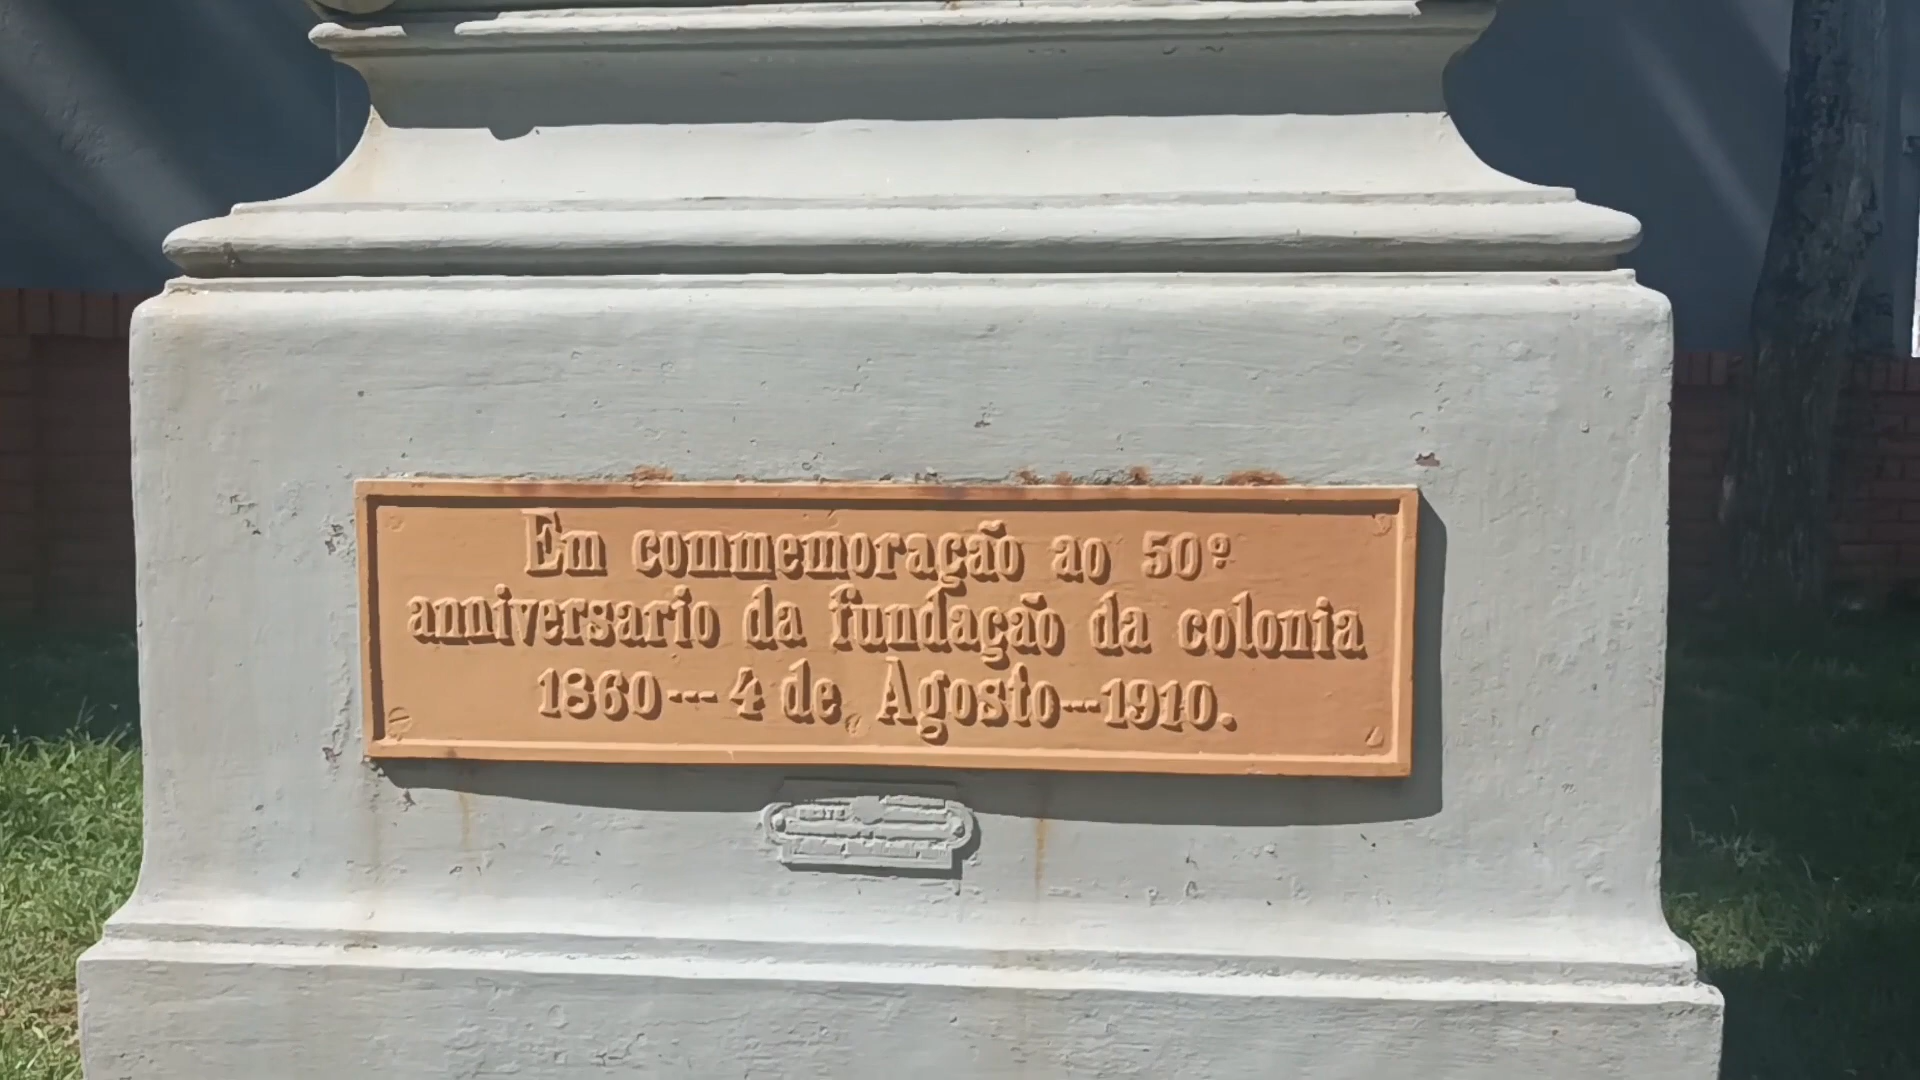 Em commemoração ao 50º
anniversario da fundação da colonia
1860---4 de Agosto---1910.